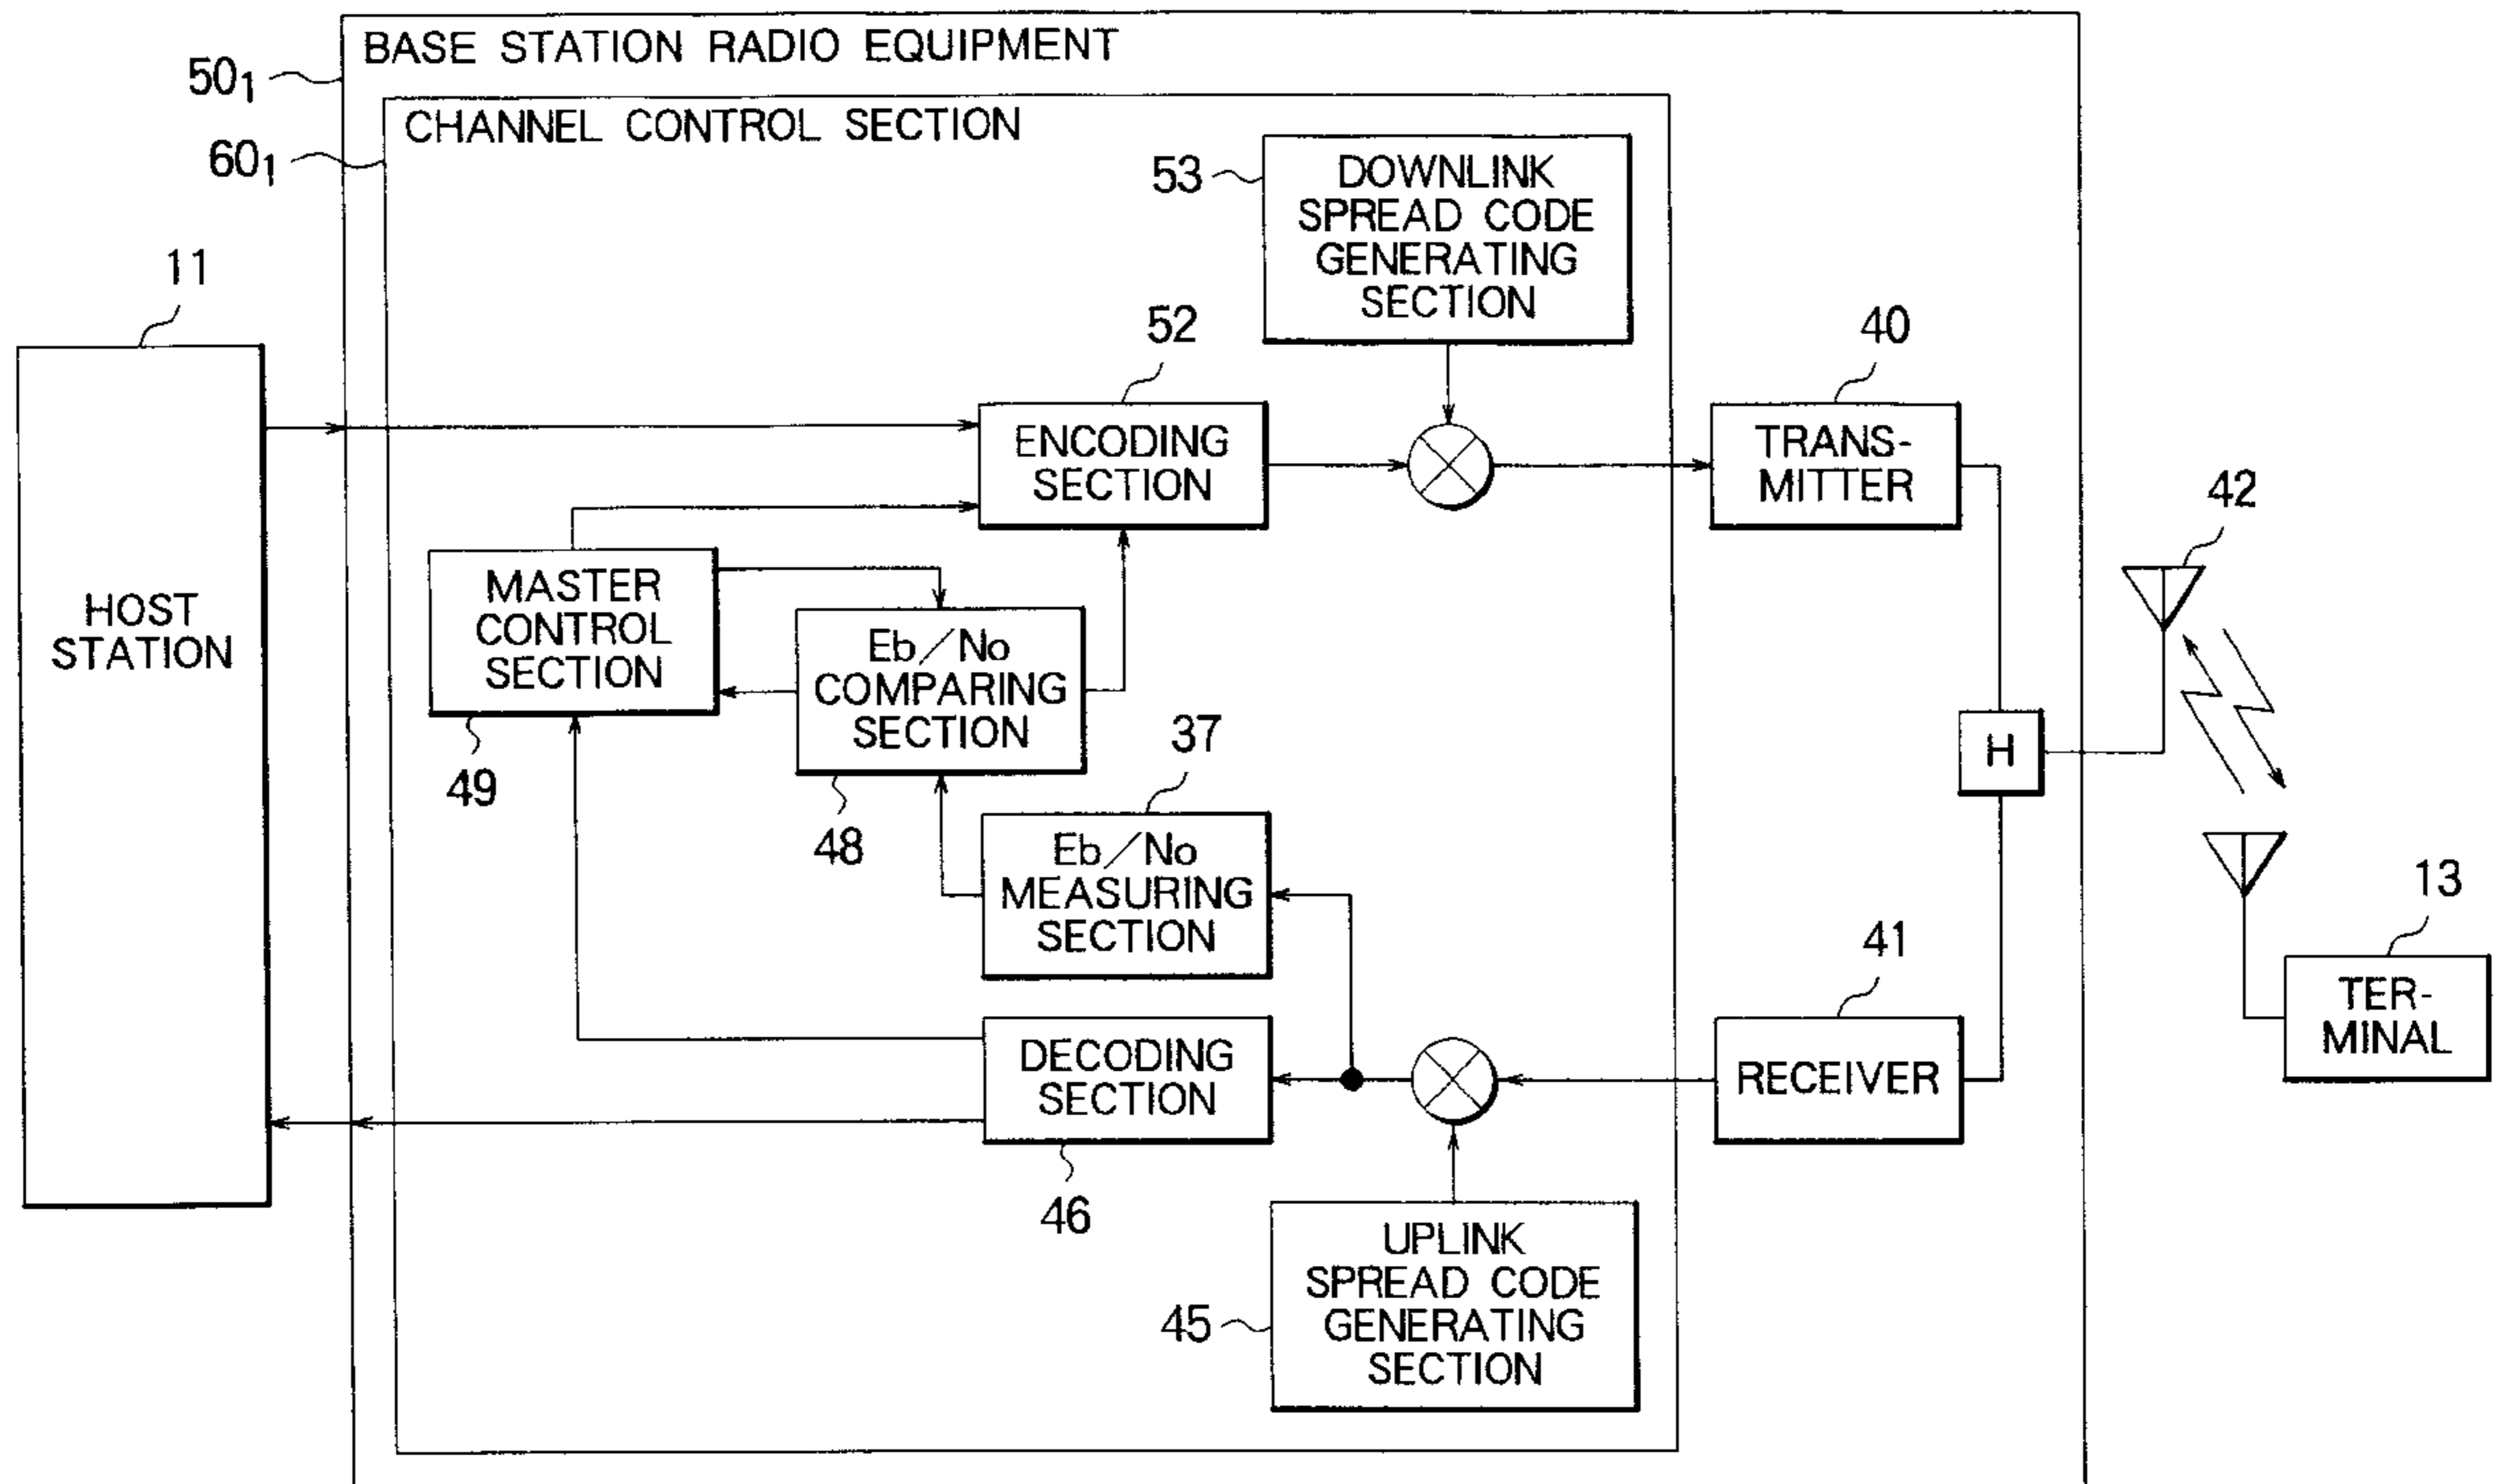 BASE STATION RADIO EQUIPMENT
50₁
CHANNEL CONTROL SECTION
60₁
53
DOWNLINK
SPREAD CODE
GENERATING
SECTION
11
52
40
HOST
STATION
ENCODING
SECTION
TRANS-
MITTER
42
MASTER
CONTROL
SECTION
Eb/No
COMPARING
SECTION
37
H
49
48
Eb/No
MEASURING
SECTION
13
41
TER-
MINAL
DECODING
SECTION
RECEIVER
46
UPLINK
SPREAD CODE
GENERATING
SECTION
45